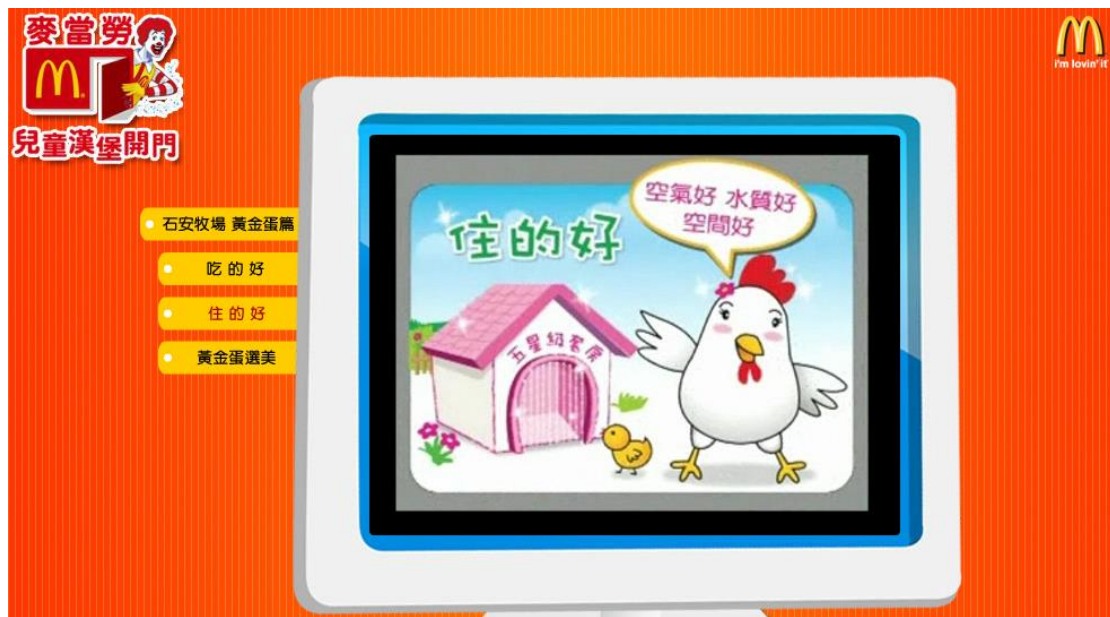 麥當勞
M
兒童漢堡開門
M
i'm lovin' it
石安牧場 黃金蛋篇
吃的好
住的好
黃金蛋選美
住的好
空氣好 水質好
空間好
五星級套房